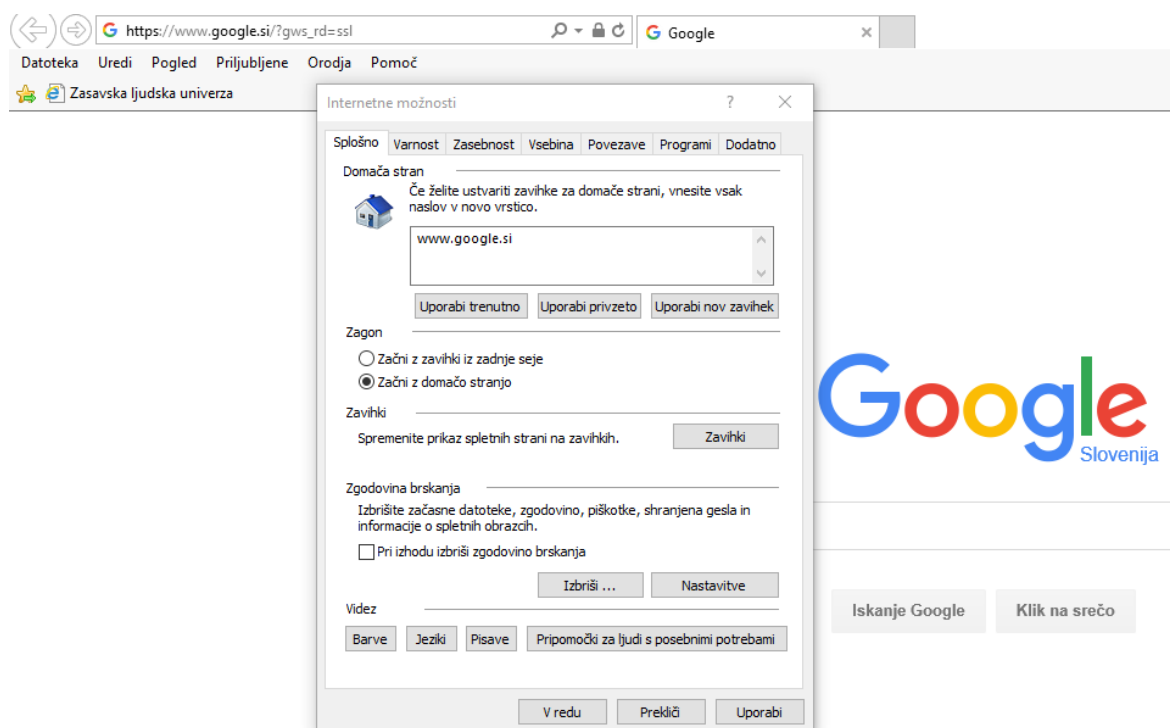 https://www.google.si/?gws_rd=ssl
Google
Datoteka Uredi Pogled Priljubljene Orodja Pomoč
Zasavska ljudska univerza
Internetne možnosti ?
Splošno Varnost Zasebnost Vsebina Povezave Programi Dodatno
Domača stran
Če želite ustvariti zavihke za domače strani, vnesite vsak
naslov v novo vrstico.
www.google.si
Uporabi trenutno Uporabi privzeto Uporabi nov zavihek
Zagon
Začni z zavihki iz zadnje seje
Začni z domačo stranjo
Zavihki
Spremenite prikaz spletnih strani na zavihkih. Zavihki
Zgodovina brskanja
Izbrišite začasne datoteke, zgodovino, piškotke, shranjena gesla in
informacije o spletnih obrazcih.
Pri izhodu izbriši zgodovino brskanja
Izbriši ... Nastavitve
Videz
Barve Jeziki Pisave Pripomočki za ljudi s posebnimi potrebami
V redu Prekliči Uporabi
Google
Slovenija
Iskanje Google Klik na srečo